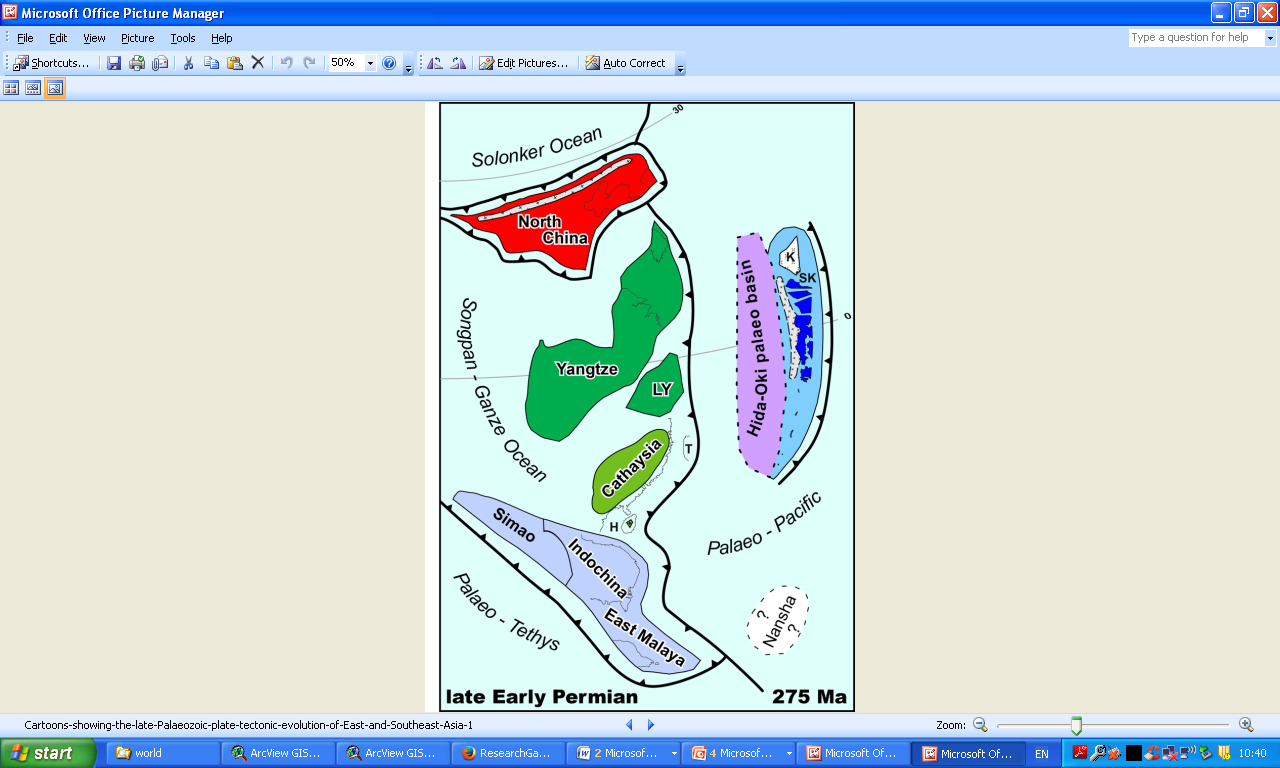 Microsoft Office Picture Manager
File Edit View Picture Tools Help
Type a question for help
Shortcuts...
50%
Edit Pictures...
Auto Correct
30
Solonker Ocean
North
China
K
SK
Hida-Oki palaeo basin
0
Songpan - Ganze Ocean
Yangtze
LY
Cathaysia
T
H
Simao
Indochina
East Malaya
Palaeo - Pacific
Palaeo - Tethys
?
Nansha
?
late Early Permian
275 Ma
Cartoons-showing-the-late-Palaeozoic-plate-tectonic-evolution-of-East-and-Southeast-Asia-1
Zoom:
start
world
ArcView GIS...
ArcView GIS...
ResearchGa...
2 Microsof...
4 Microsof...
Microsoft Of...
Microsoft Of...
EN
10:40